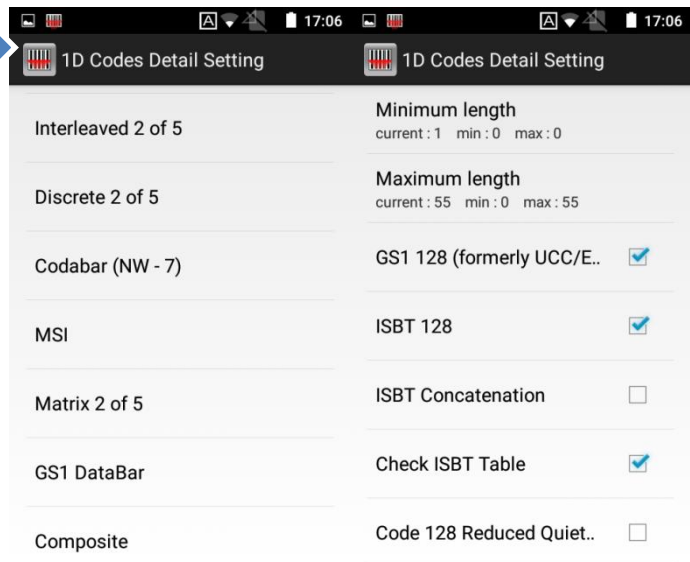 17:06
1D Codes Detail Setting
Interleaved 2 of 5
Discrete 2 of 5
Codabar (NW - 7)
MSI
Matrix 2 of 5
GS1 DataBar
Composite
A
17:06
1D Codes Detail Setting
Minimum length
current : 1 min : 0 max : 0
Maximum length
current : 55 min : 0 max : 55
GS1 128 (formerly UCC/E..
ISBT 128
ISBT Concatenation
Check ISBT Table
Code 128 Reduced Quiet..